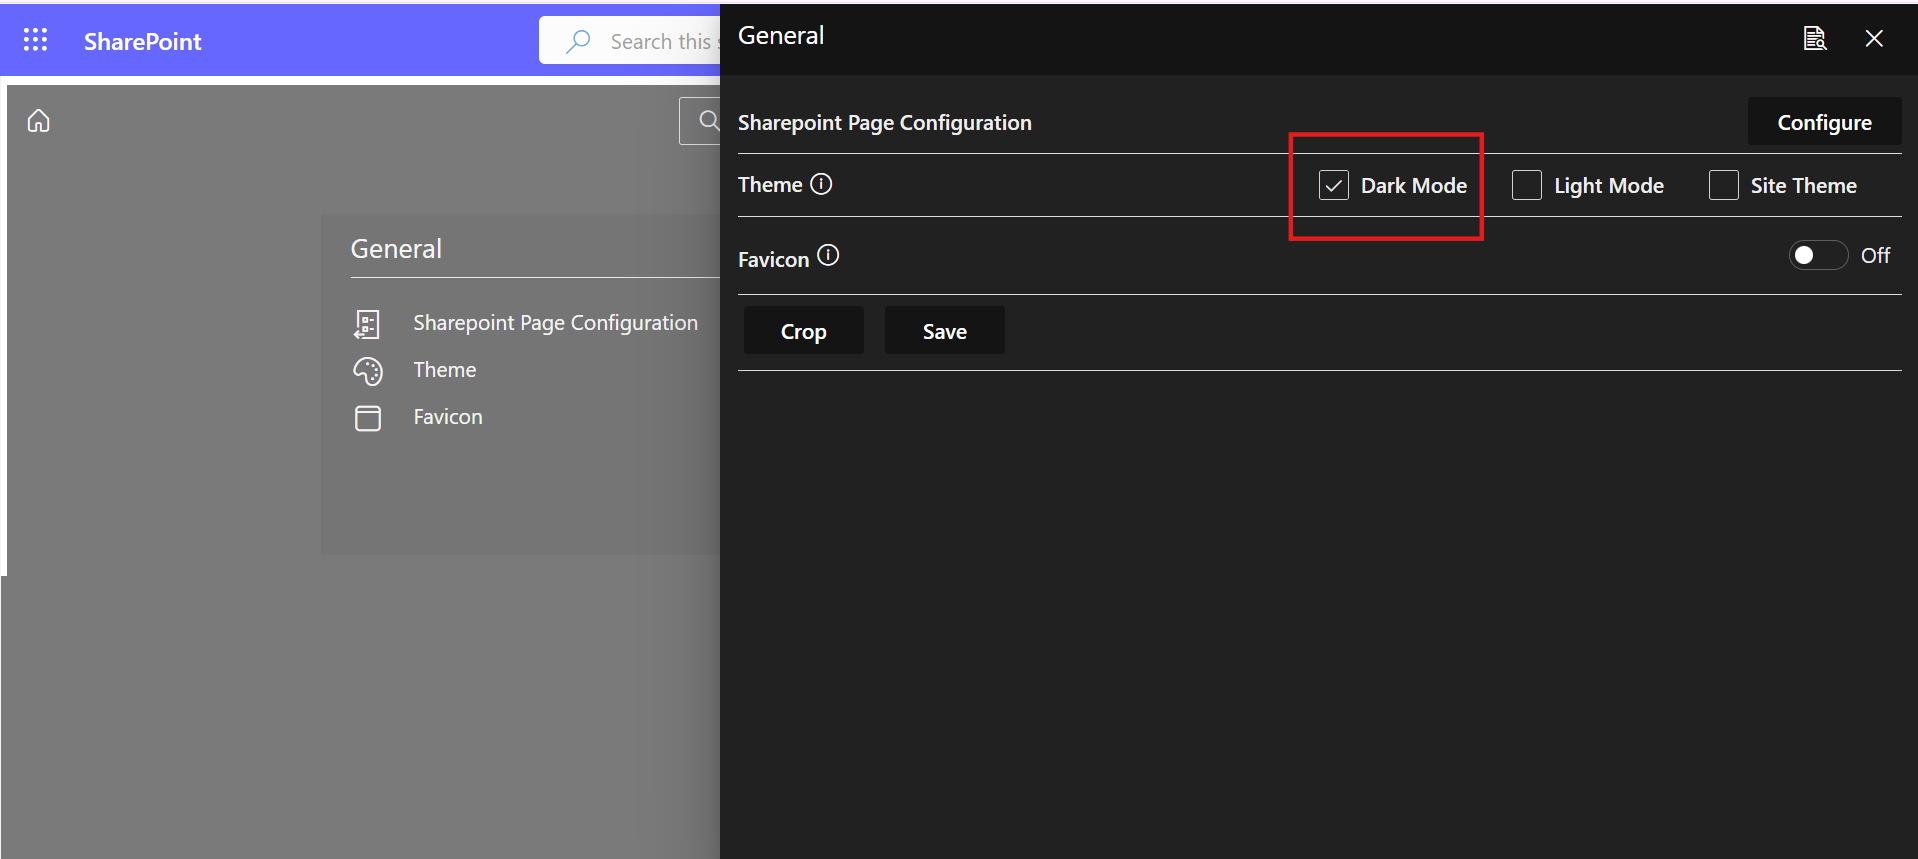 SharePoint
Search this
General
Sharepoint Page Configuration
Theme
Favicon
General
Sharepoint Page Configuration
Configure
Theme
Dark Mode
Light Mode
Site Theme
Favicon
Off
Crop
Save